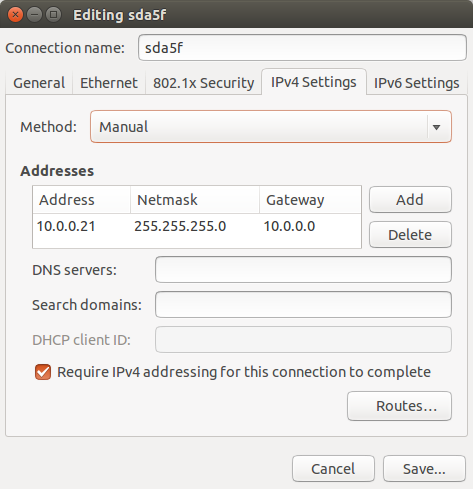 Editing sda5f
Connection name: sda5f
General Ethernet 802.1x Security IPv4 Settings IPv6 Settings
Method: Manual
Addresses
Address Netmask Gateway Add
10.0.0.21 255.255.255.0 10.0.0.0 Delete
DNS servers:
Search domains:
DHCP client ID:
Require IPv4 addressing for this connection to complete
Routes...
Cancel Save...